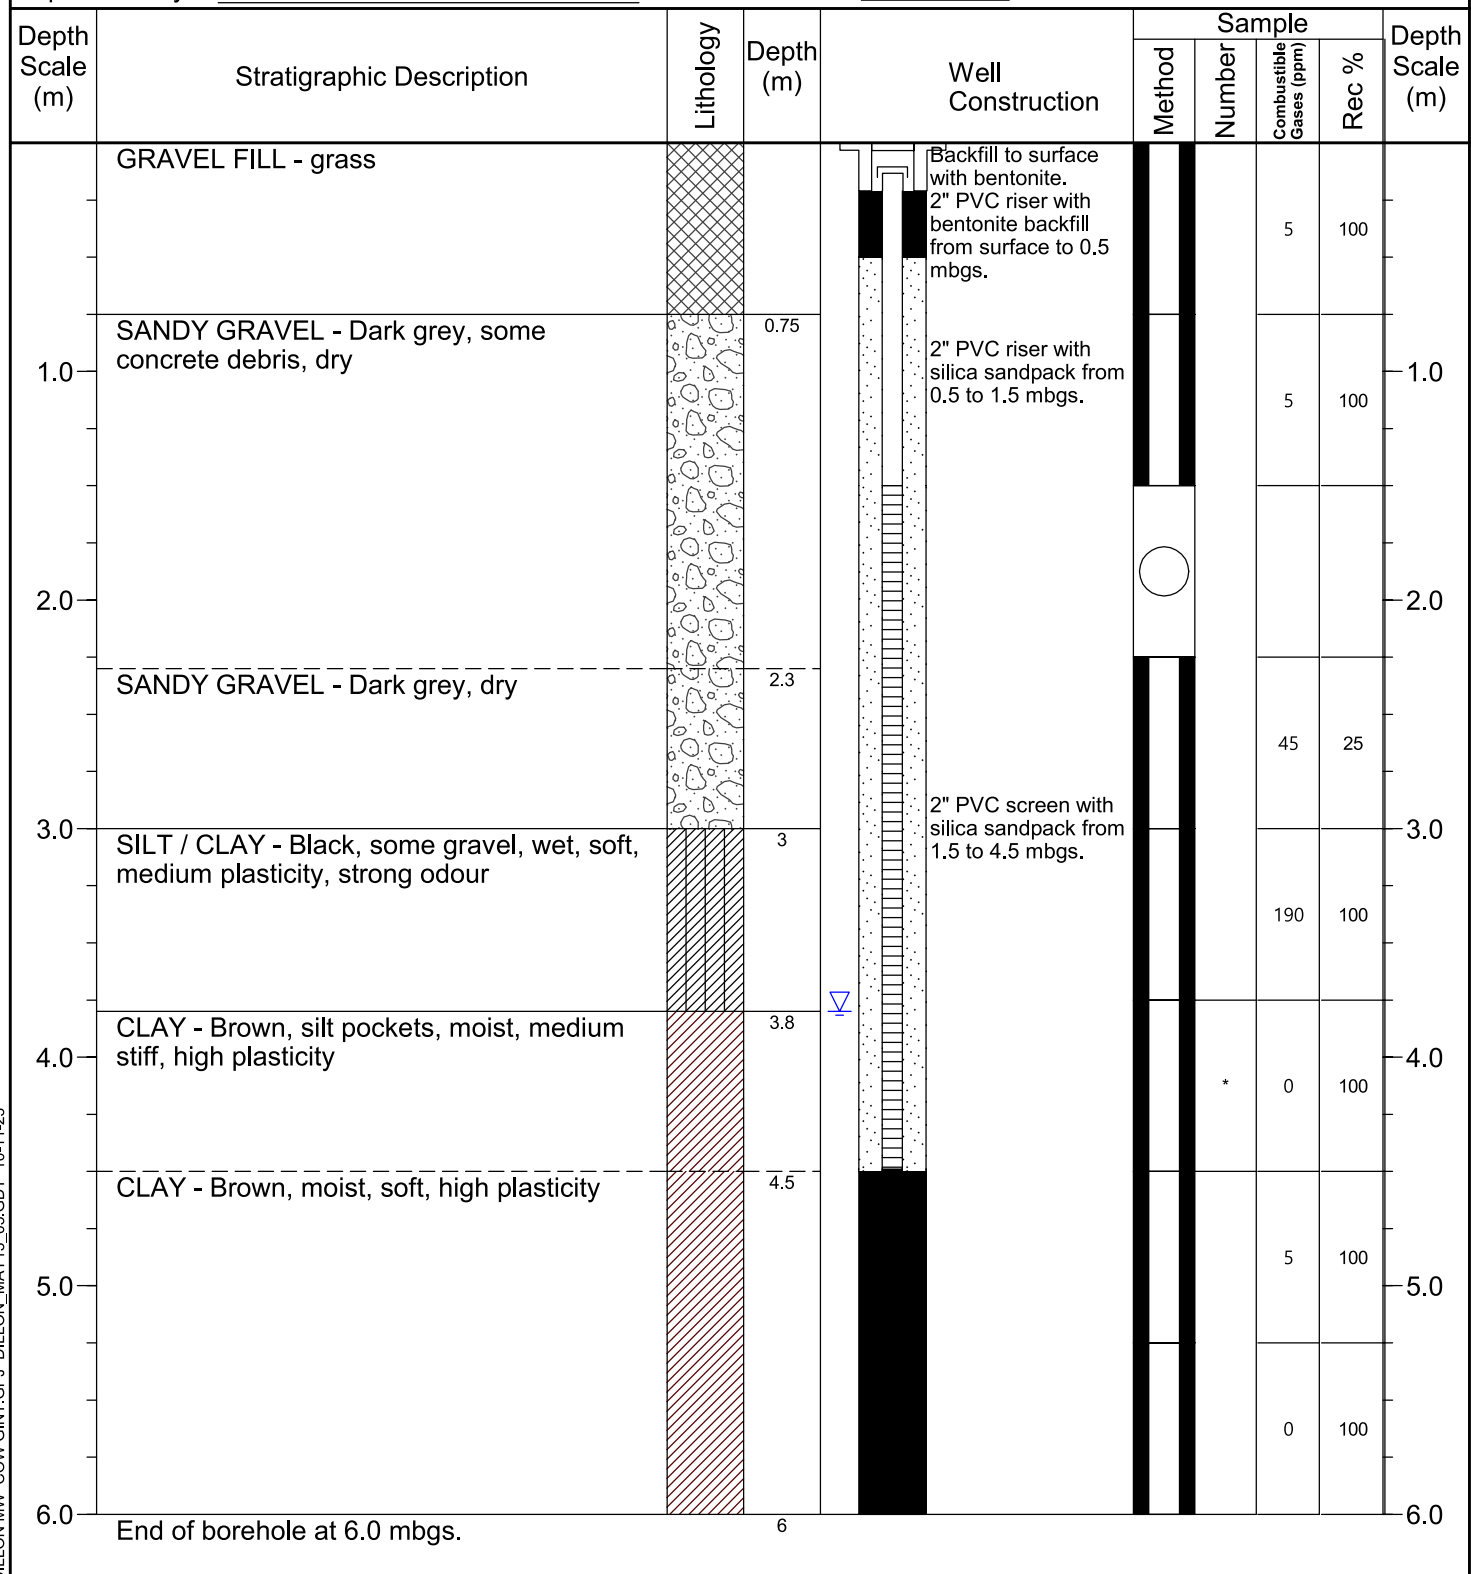 Depth
Scale
(m)
Stratigraphic Description
Lithology
Depth
(m)
Well
Construction
Sample
Method
Number
Combustible
Gases (ppm)
Rec %
Depth
Scale
(m)
GRAVEL FILL - grass
Backfill to surface
with bentonite.
2" PVC riser with
bentonite backfill
from surface to 0.5
mbgs.
5 100
SANDY GRAVEL - Dark grey, some
concrete debris, dry
0.75
2" PVC riser with
silica sandpack from
0.5 to 1.5 mbgs.
1.0 1.0
5 100
2.0 2.0
SANDY GRAVEL - Dark grey, dry
2.3
45 25
2" PVC screen with
silica sandpack from
1.5 to 4.5 mbgs.
3.0 3.0
SILT / CLAY - Black, some gravel, wet, soft,
medium plasticity, strong odour
3
190 100
CLAY - Brown, silt pockets, moist, medium
stiff, high plasticity
3.8
4.0 4.0
* 0 100
CLAY - Brown, moist, soft, high plasticity
4.5
5 100
5.0 5.0
0 100
6.0 6.0
End of borehole at 6.0 mbgs.
6